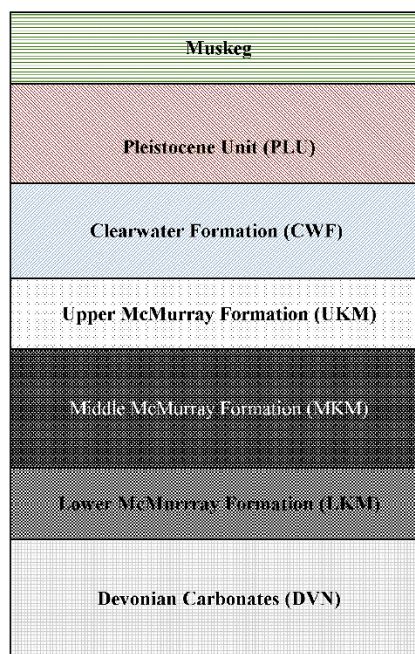 Muskeg
Pleistocene Unit (PLU)
Clearwater Formation (CWF)
Upper McMurray Formation (UKM)
Middle McMurray Formation (MKM)
Lower McMurrray Formation (LKM)
Devonian Carbonates (DVN)